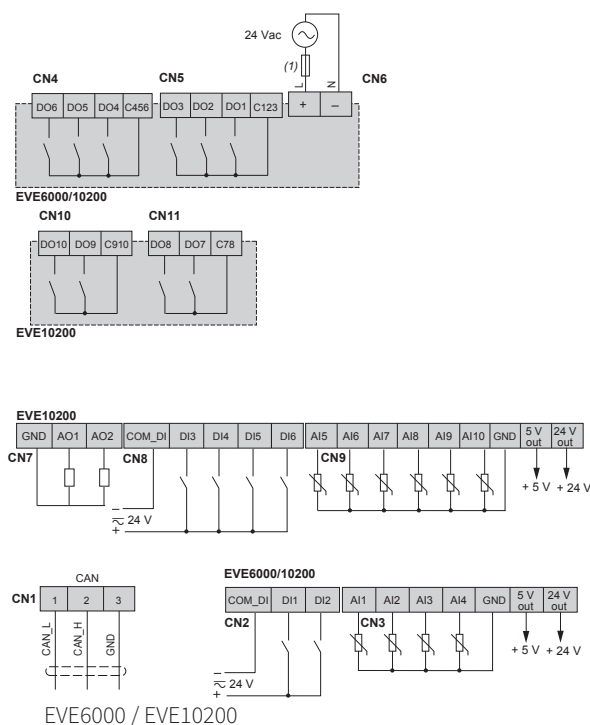 24 Vac
(1)
L
N
CN4
CN5
CN6
DO6 DO5 DO4 C456
DO3 DO2 DO1 C123
+ –
EVE6000/10200
CN10
CN11
DO10 DO9 C910
DO8 DO7 C78
EVE10200
EVE10200
GND AO1 AO2 COM_DI DI3 DI4 DI5 DI6 AI5 AI6 AI7 AI8 AI9 AI10 GND 5 V out 24 V out
CN7
CN8
CN9
+ 5 V + 24 V
– 24 V +
EVE6000/10200
CAN
CN1 1 2 3
CAN_L
CAN_H
GND
COM_DI DI1 DI2 AI1 AI2 AI3 AI4 GND 5 V out 24 V out
CN2
CN3
+ 5 V + 24 V
– 24 V +
EVE6000 / EVE10200